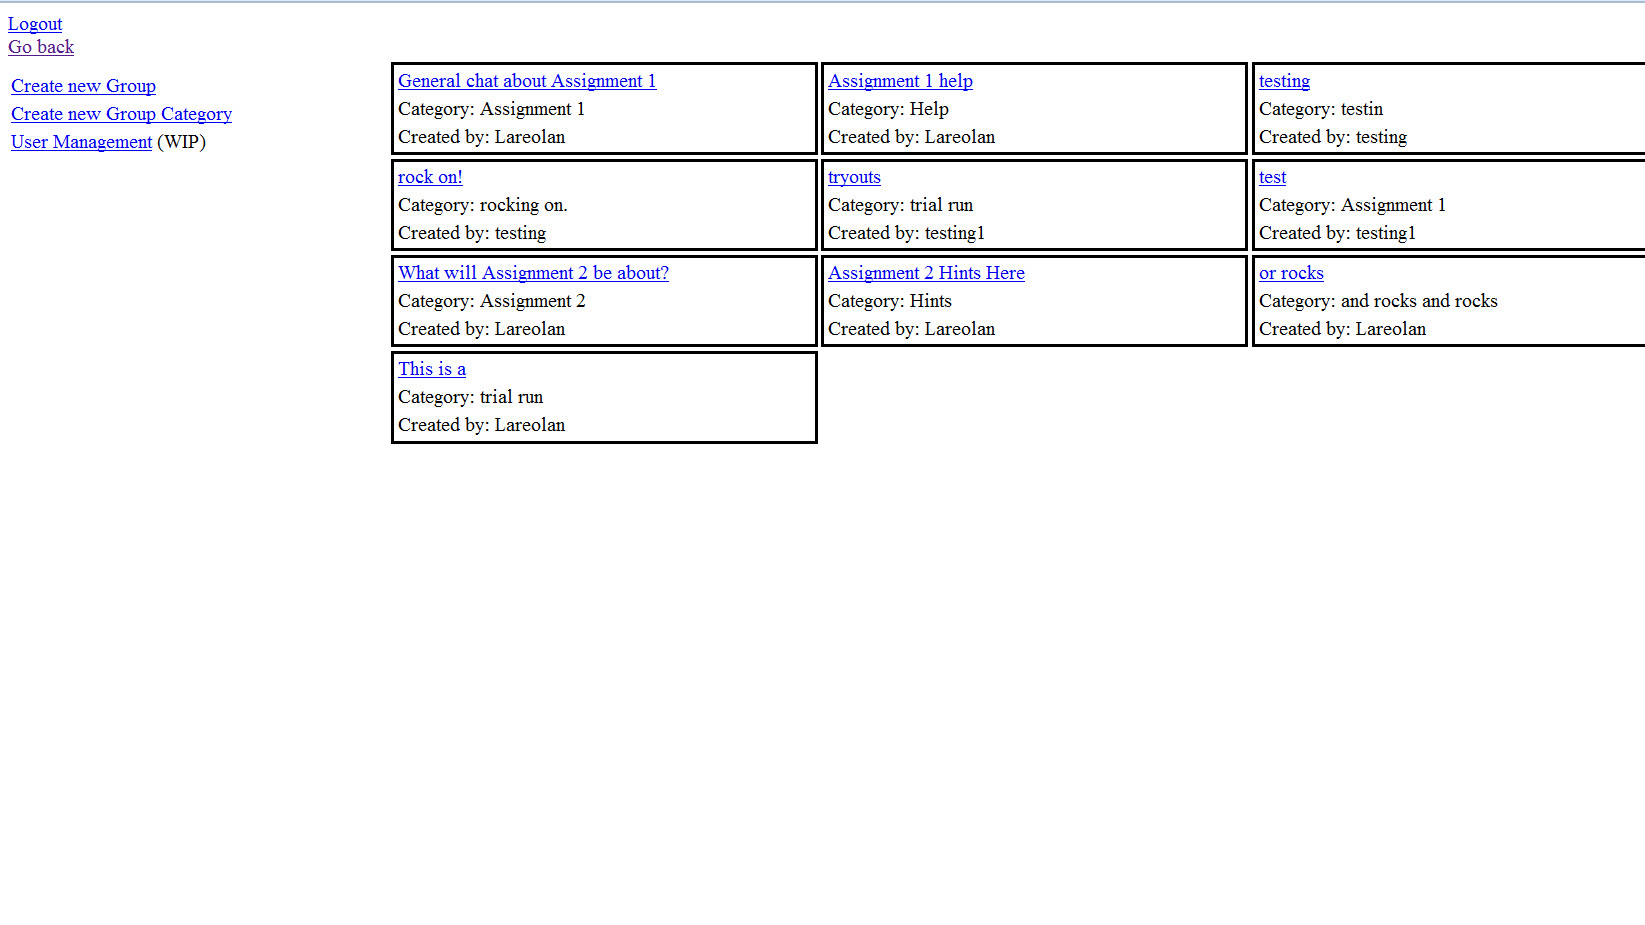 Logout
Go back
Create new Group
Create new Group Category
User Management (WIP)
General chat about Assignment 1
Category: Assignment 1
Created by: Lareolan
Assignment 1 help
Category: Help
Created by: Lareolan
testing
Category: testin
Created by: testing
rock on!
Category: rocking on.
Created by: testing
tryouts
Category: trial run
Created by: testing1
test
Category: Assignment 1
Created by: testing1
What will Assignment 2 be about?
Category: Assignment 2
Created by: Lareolan
Assignment 2 Hints Here
Category: Hints
Created by: Lareolan
or rocks
Category: and rocks and rocks
Created by: Lareolan
This is a
Category: trial run
Created by: Lareolan